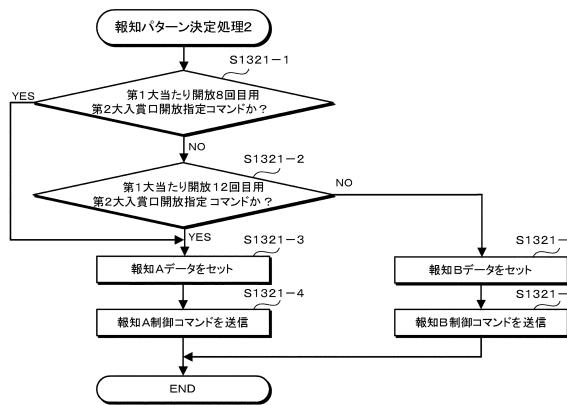 報知パターン決定処理2
S1321-1
第1大当たり開放8回目用
第2大入賞口開放指定コマンドか?
YES
NO
S1321-2
第1大当たり開放12回目用
第2大入賞口開放指定コマンドか?
NO
YES
S1321-3
報知Aデータをセット
S1321-
報知Bデータをセット
S1321-4
報知A制御コマンドを送信
S1321-
報知B制御コマンドを送信
END